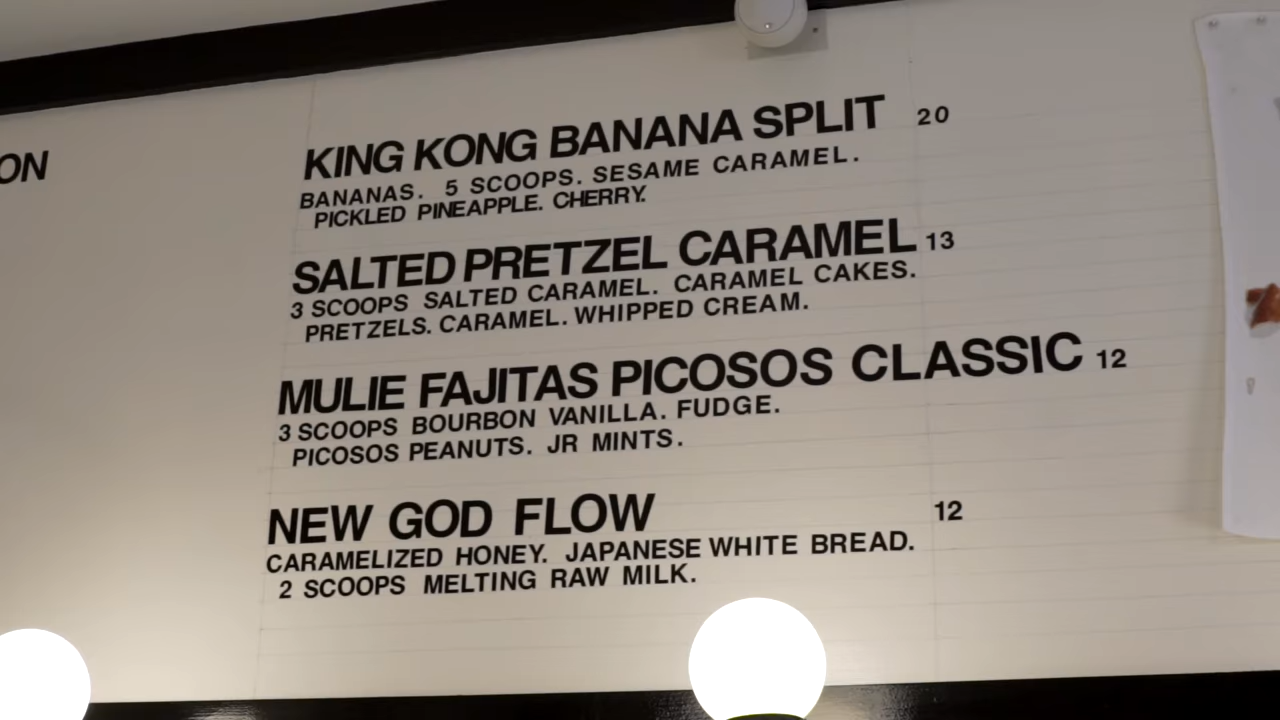 ON
KING KONG BANANA SPLIT 20
BANANAS. 5 SCOOPS. SESAME CARAMEL.
PICKLED PINEAPPLE. CHERRY.
SALTED PRETZEL CARAMEL 13
3 SCOOPS SALTED CARAMEL. CARAMEL CAKES.
PRETZELS. CARAMEL. WHIPPED CREAM.
MULIE FAJITAS PICOSOS CLASSIC 12
3 SCOOPS BOURBON VANILLA. FUDGE.
PICOSOS PEANUTS. JR MINTS.
NEW GOD FLOW 12
CARAMELIZED HONEY. JAPANESE WHITE BREAD.
2 SCOOPS MELTING RAW MILK.